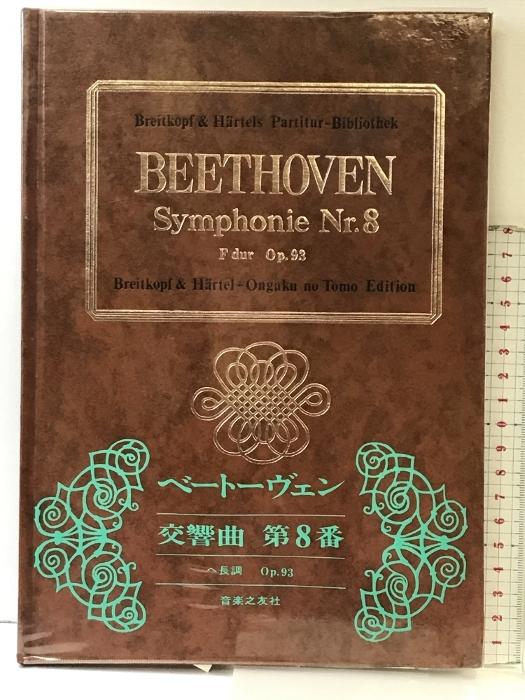 Breitkopf & Härtels Partitur-Bibliothek
BEETHOVEN
Symphonie Nr. 8
F dur Op. 93
Breitkopf & Härtel-Ongaku no Tomo Edition
ベートーヴェン
交響曲 第8番
ヘ長調 Op.93
音楽之友社